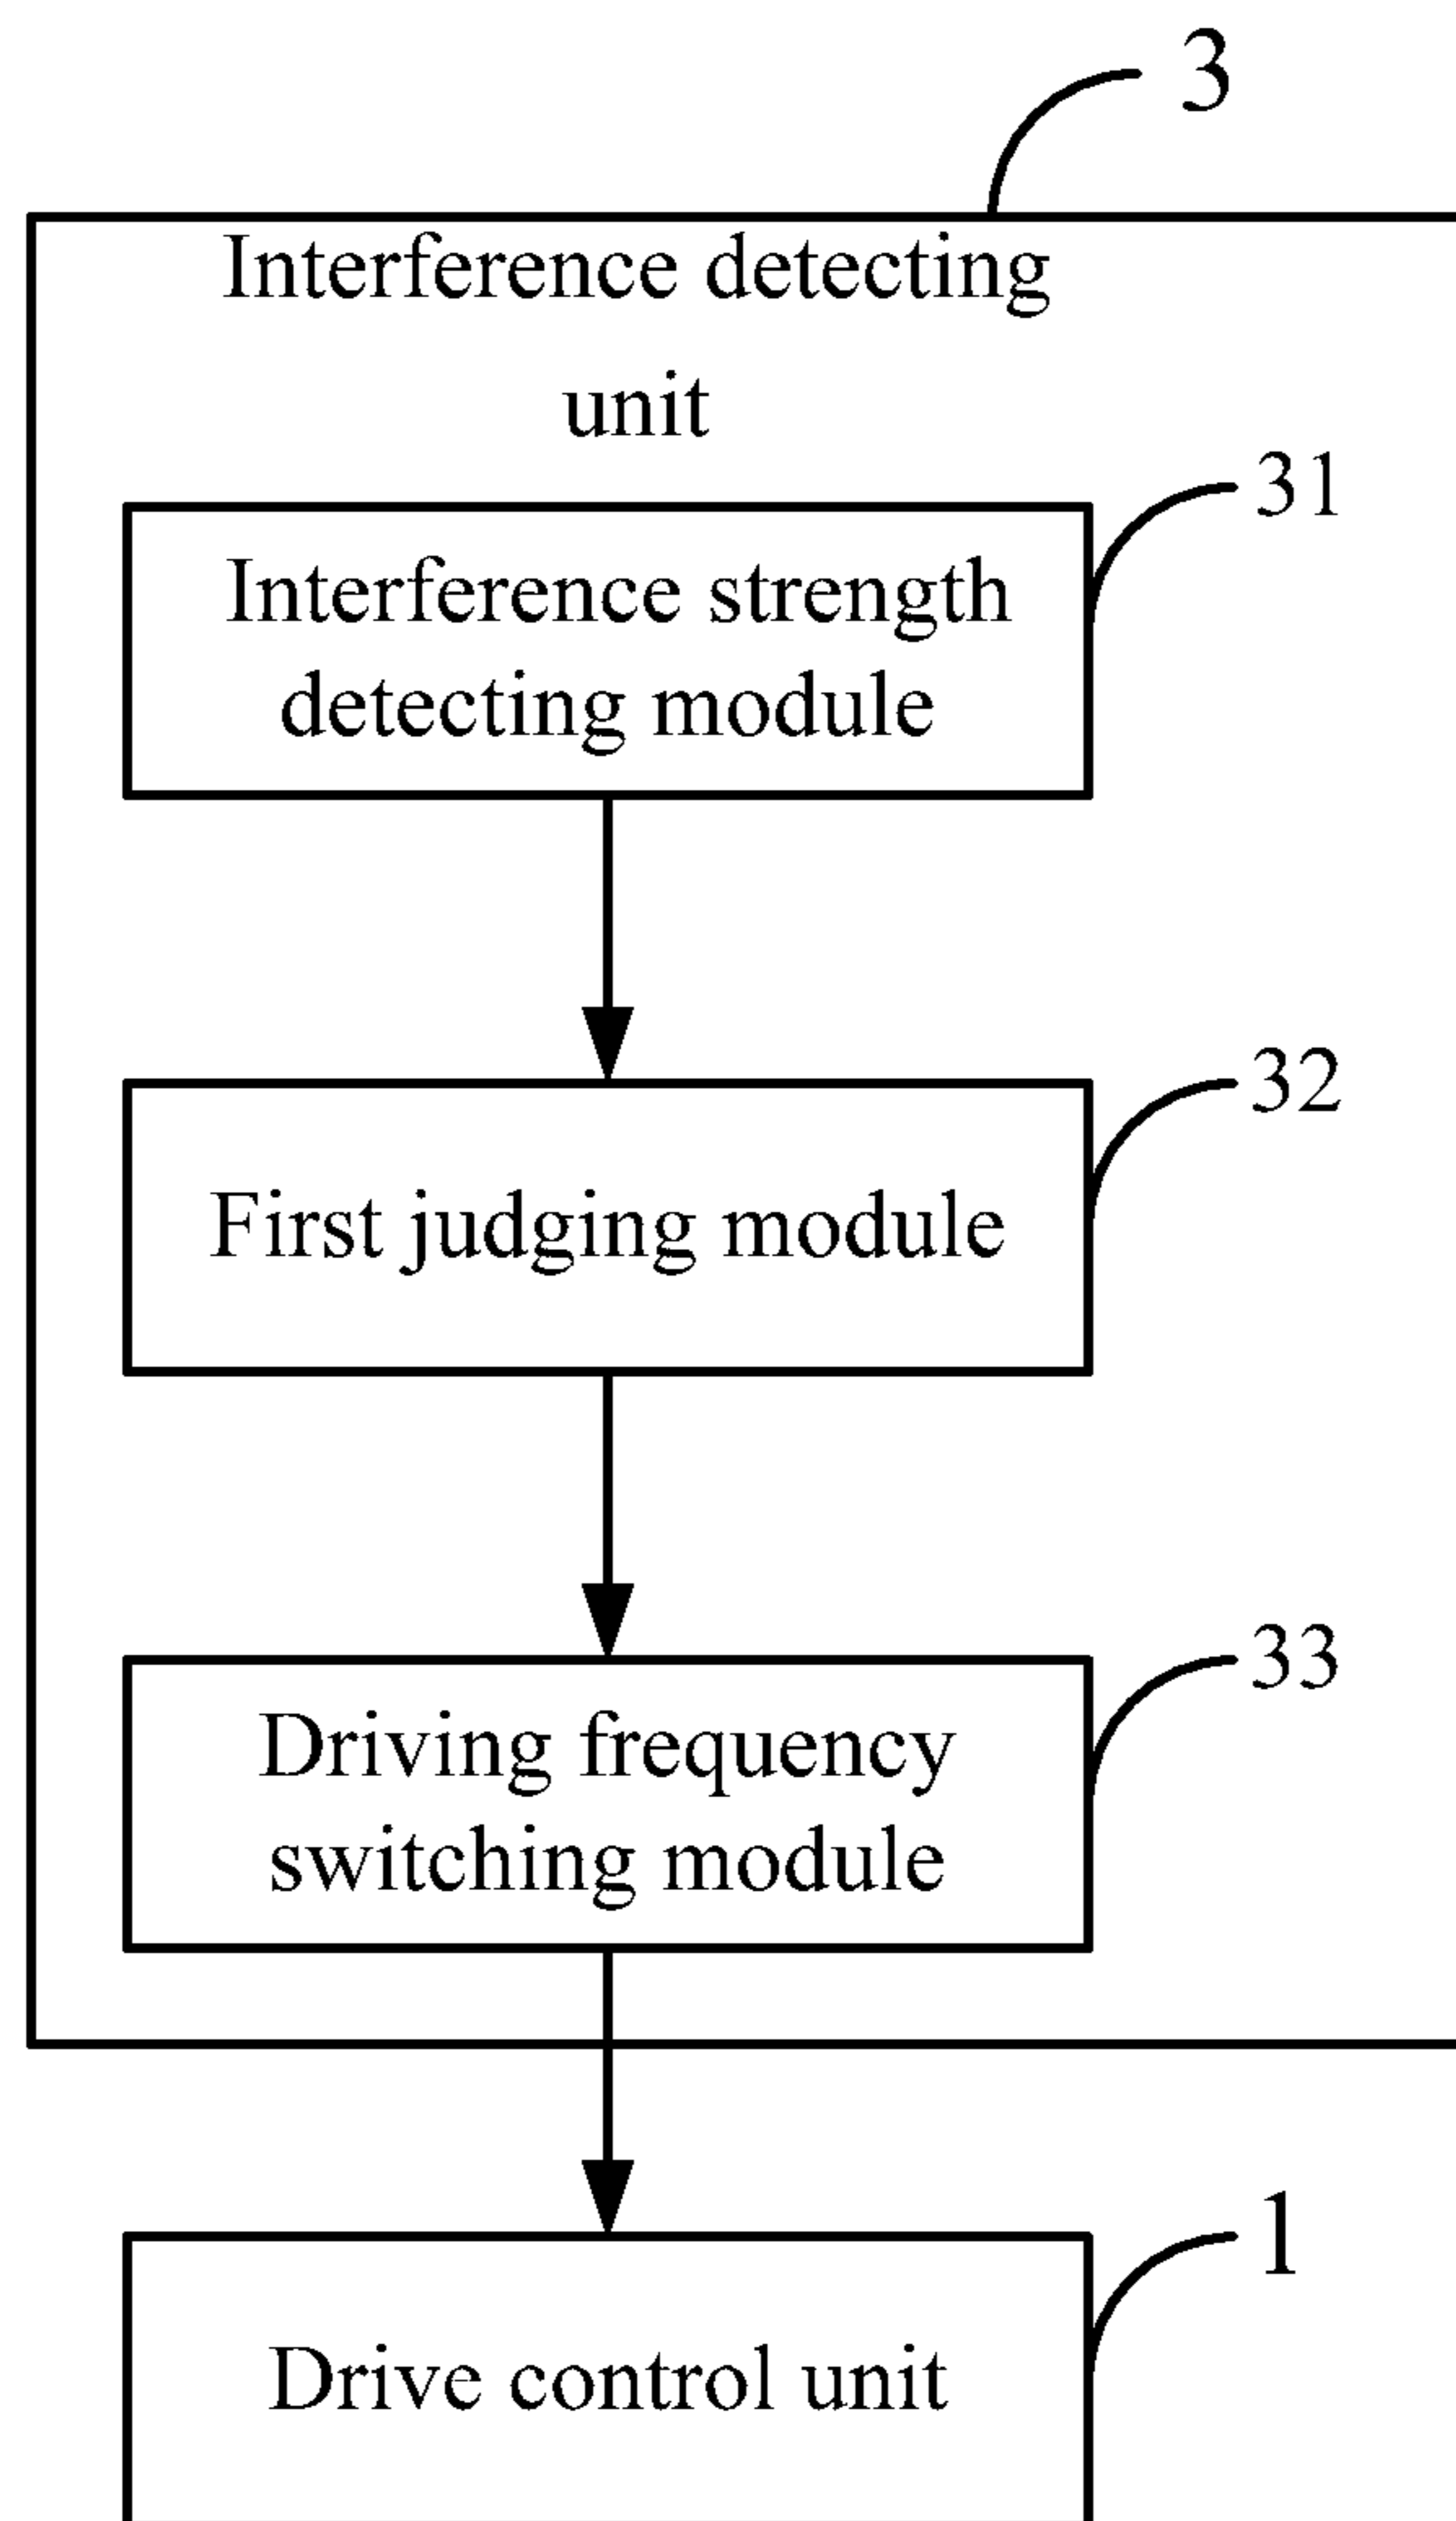 3
Interference detecting
unit
31
Interference strength
detecting module
32
First judging module
33
Driving frequency
switching module
1
Drive control unit